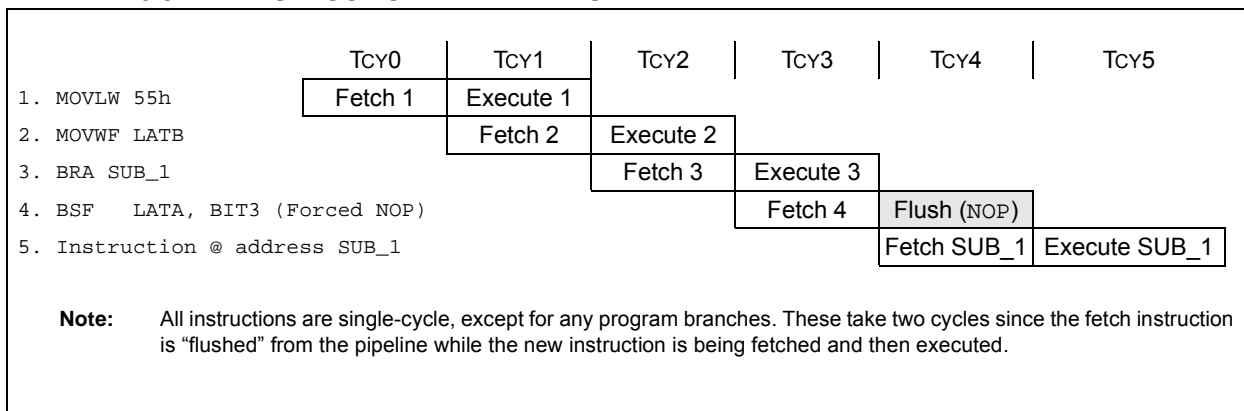 TCY0 TCY1 TCY2 TCY3 TCY4 TCY5
1. MOVLW 55h Fetch 1 Execute 1
2. MOVWF LATB Fetch 2 Execute 2
3. BRA SUB_1 Fetch 3 Execute 3
4. BSF LATA, BIT3 (Forced NOP) Fetch 4 Flush (NOP)
5. Instruction @ address SUB_1 Fetch SUB_1 Execute SUB_1
Note: All instructions are single-cycle, except for any program branches. These take two cycles since the fetch instruction
is “flushed” from the pipeline while the new instruction is being fetched and then executed.